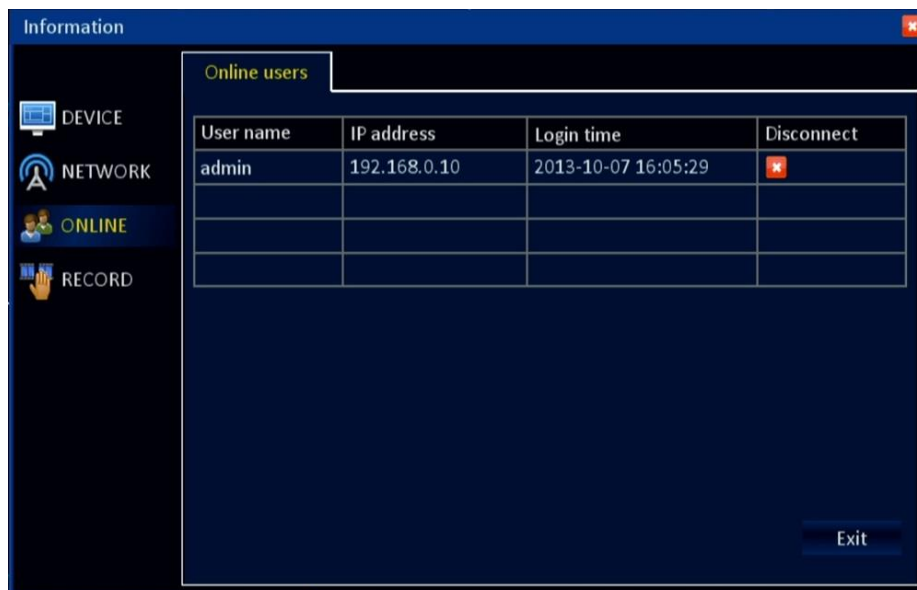 Information
Online users
DEVICE
NETWORK
ONLINE
RECORD
User name IP address Login time Disconnect
admin 192.168.0.10 2013-10-07 16:05:29
Exit